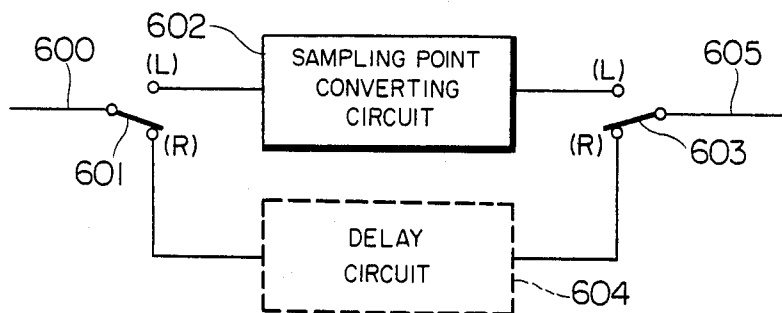 602
600
(L)
SAMPLING POINT
CONVERTING
CIRCUIT
(L)
605
601
(R)
(R)
603
DELAY
CIRCUIT
604